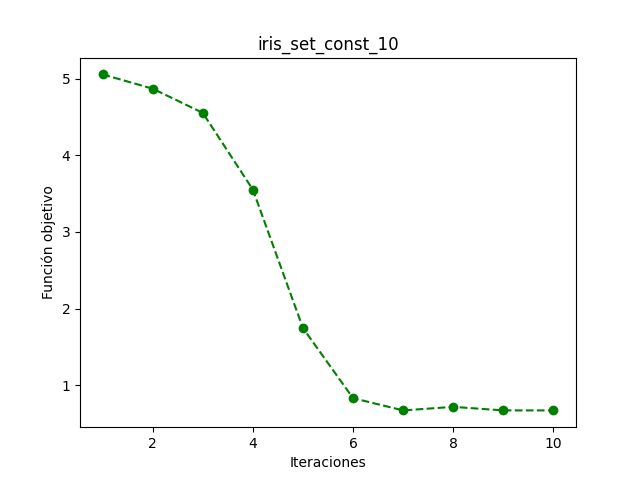 iris_set_const_10
5
4
3
2
1
Función objetivo
2 4 6 8 10
Iteraciones